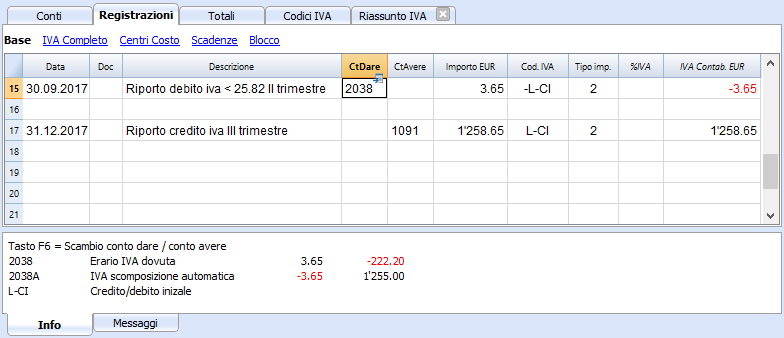 Conti Registrazioni Totali Codici IVA Riassunto IVA
Base IVA Completo Centri Costo Scadenze Blocco
Data Doc Descrizione CtDare CtAvere Importo EUR Cod. IVA Tipo imp. %IVA IVA Contab. EUR
15 30.09.2017 Riporto debito iva < 25.82 II trimestre 2038 3.65 -L-CI 2 -3.65
16
17 31.12.2017 Riporto credito iva III trimestre 1091 1'258.65 L-CI 2 1'258.65
18
19
20
21
Tasto F6 = Scambio conto dare / conto avere
2038 Erario IVA dovuta 3.65 -222.20
2038A IVA scomposizione automatica -3.65 1'255.00
L-CI Credito/debito inizale
Info Messaggi